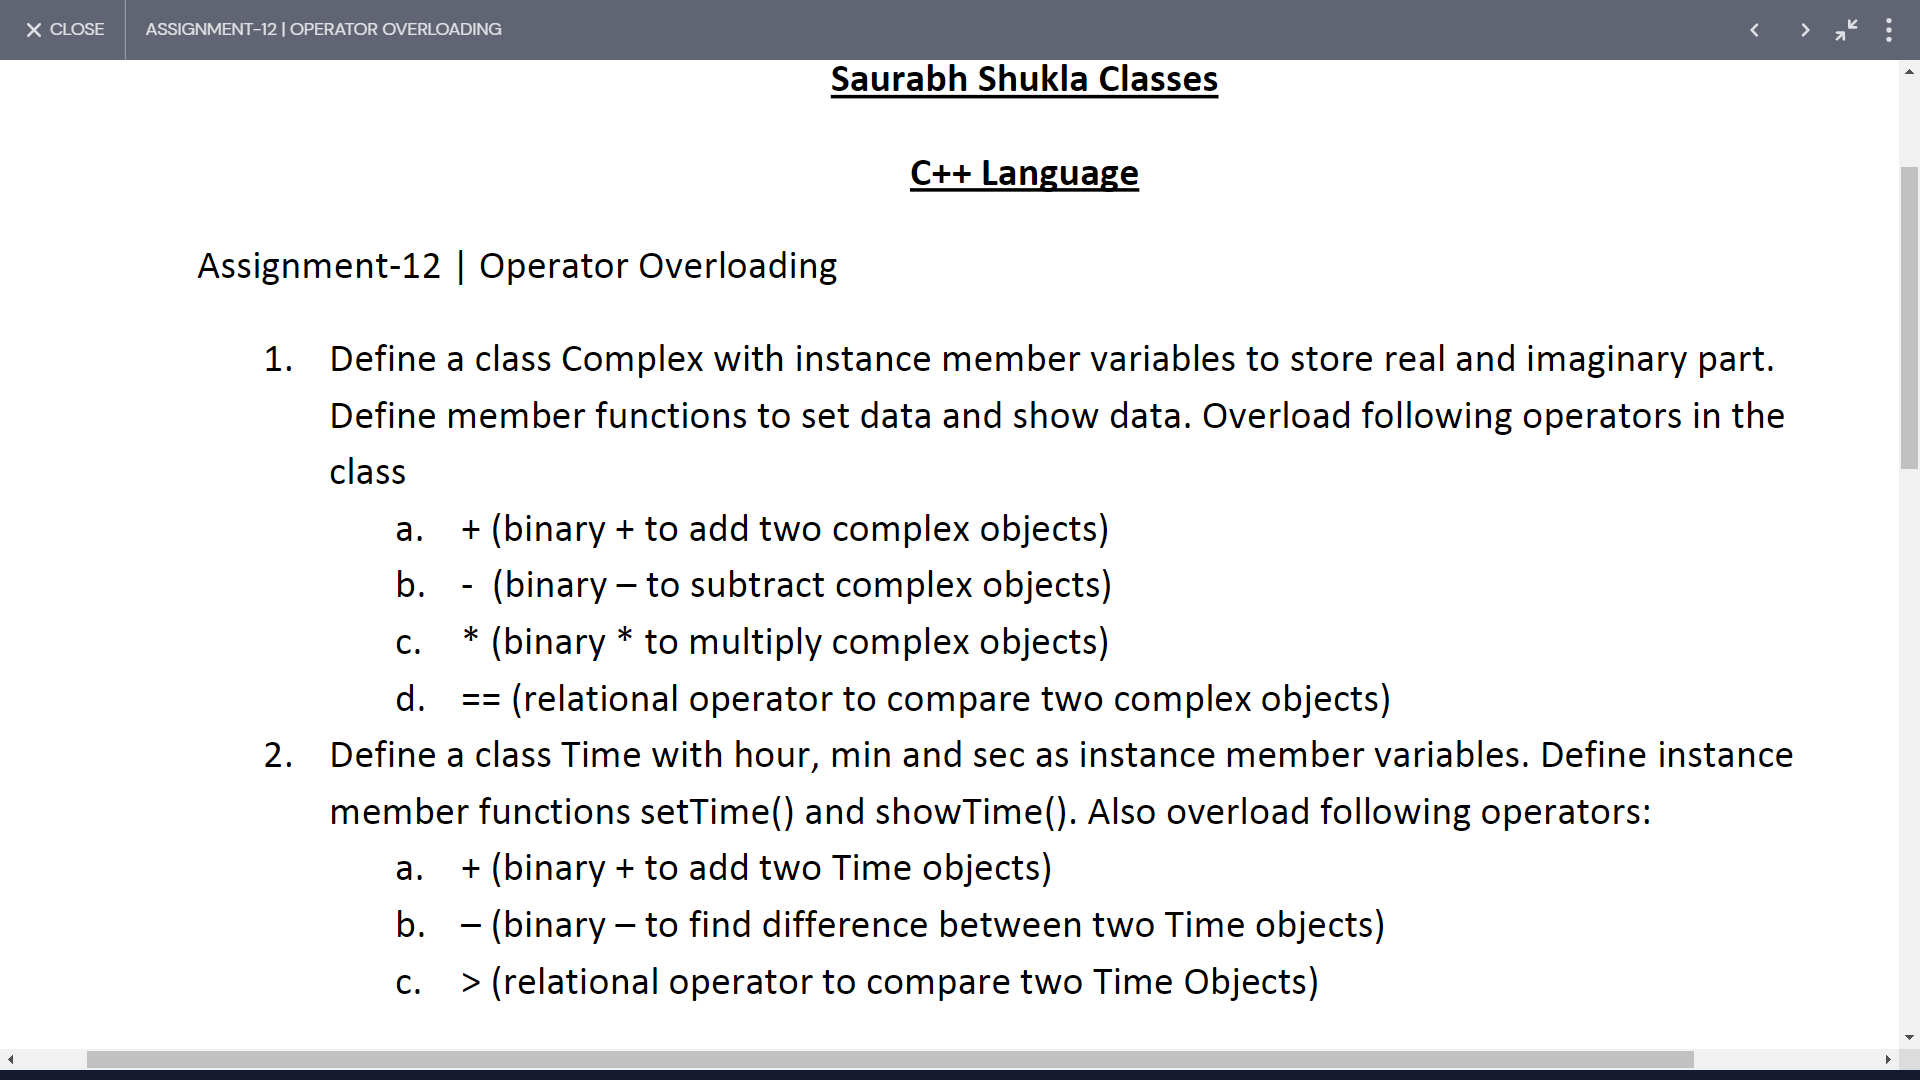 CLOSE
ASSIGNMENT-12 | OPERATOR OVERLOADING
Saurabh Shukla Classes
C++ Language
Assignment-12 | Operator Overloading
1. Define a class Complex with instance member variables to store real and imaginary part.
Define member functions to set data and show data. Overload following operators in the
class
a. + (binary + to add two complex objects)
b. - (binary – to subtract complex objects)
c. * (binary * to multiply complex objects)
d. == (relational operator to compare two complex objects)
2. Define a class Time with hour, min and sec as instance member variables. Define instance
member functions setTime() and showTime(). Also overload following operators:
a. + (binary + to add two Time objects)
b. – (binary – to find difference between two Time objects)
c. > (relational operator to compare two Time Objects)